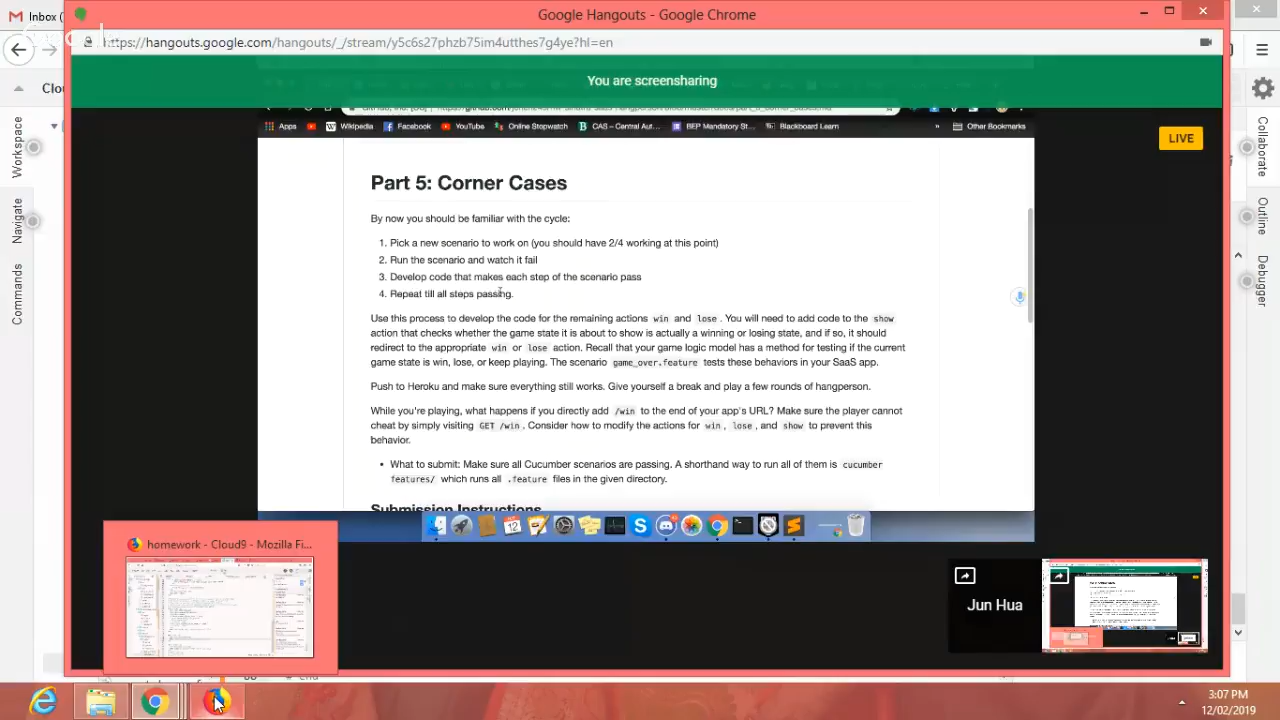 Inbox (
Google Hangouts - Google Chrome
https://hangouts.google.com/hangouts/_/stream/y5c6s27phzb75im4utthes7g4ye?hl=en
You are screensharing
Clo
LIVE
Apps
Wikipedia
Facebook
YouTube
Online Stopwatch
CAS – Central Aut...
BEP Mandatory St...
Blackboard Learn
»
Other Bookmarks
Workspace
Navigate
Commands
Collaborate
Outline
Debugger
Part 5: Corner Cases
By now you should be familiar with the cycle:
1. Pick a new scenario to work on (you should have 2/4 working at this point)
2. Run the scenario and watch it fail
3. Develop code that makes each step of the scenario pass
4. Repeat till all steps passing.
Use this process to develop the code for the remaining actions win and lose . You will need to add code to the show
action that checks whether the game state it is about to show is actually a winning or losing state, and if so, it should
redirect to the appropriate win or lose action. Recall that your game logic model has a method for testing if the current
game state is win, lose, or keep playing. The scenario game_over.feature tests these behaviors in your SaaS app.
Push to Heroku and make sure everything still works. Give yourself a break and play a few rounds of hangperson.
While you're playing, what happens if you directly add /win to the end of your app's URL? Make sure the player cannot
cheat by simply visiting GET /win . Consider how to modify the actions for win , lose , and show to prevent this
behavior.
• What to submit: Make sure all Cucumber scenarios are passing. A shorthand way to run all of them is cucumber
features/ which runs all .feature files in the given directory.
Submission Instructions
homework - Cloud9 - Mozilla Fi...
Jun Hua
3:07 PM
12/02/2019